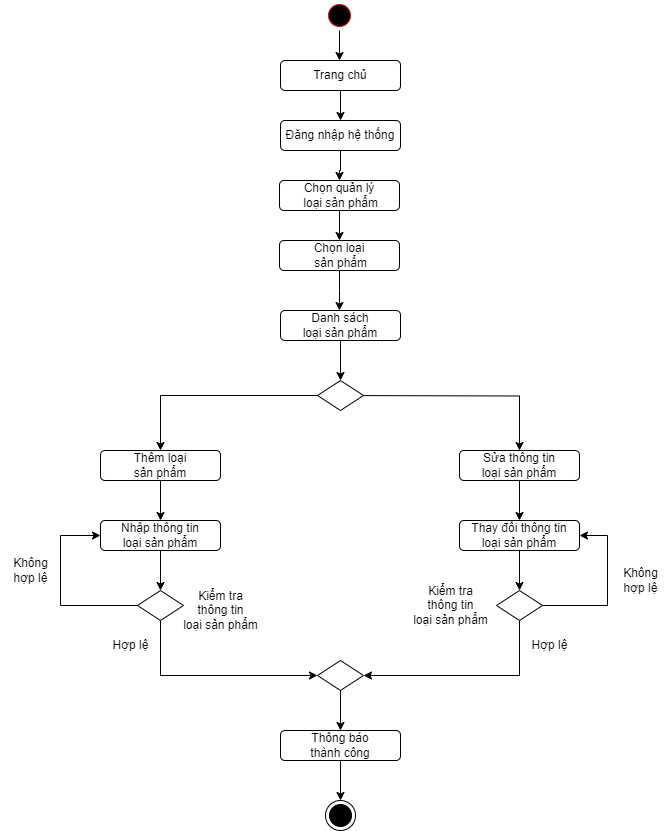 Trang chủ
Đăng nhập hệ thống
Chọn quản lý
loại sản phẩm
Chọn loại
sản phẩm
Danh sách
loại sản phẩm
Thêm loại
sản phẩm
Sửa thông tin
loại sản phẩm
Nhập thông tin
loại sản phẩm
Thay đổi thông tin
loại sản phẩm
Không
hợp lệ
Kiểm tra
thông tin
loại sản phẩm
Kiểm tra
thông tin
loại sản phẩm
Không
hợp lệ
Hợp lệ
Hợp lệ
Thông báo
thành công